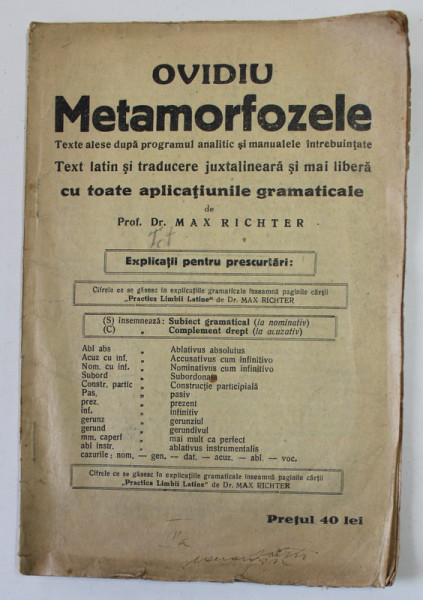 OVIDIU
Metamorfozele
Texte alese după programul analitic și manualele întrebuințate
Text latin și traducere juxtalineară și mai liberă
cu toate aplicațiunile gramaticale
de
Prof. Dr. MAX RICHTER
Explicații pentru prescurtări:
Cifrele ce se găsesc în explicațiile gramaticale înseamnă paginile cărții
„Practica Limbii Latine" de Dr. MAX RICHTER
(S) însemnează: Subiect gramatical (la nominativ)
(C) „ Complement drept (la acuzativ)
Abl abs „ Ablativus absolutus
Acuz cu inf. „ Accusativus cum infinitivo
Nom. cu inf. „ Nominativus cum infinitivo
Subord „ Subordonată
Constr. partic „ Construcție participială
Pas, „ pasiv
prez. „ prezent
inf. „ infinitiv
gerunz „ gerunziul
gerund „ gerundivul
mm. caperf „ mai mult ca perfect
abl instr. „ ablativus instrumentalis
cazurile: nom, — gen. — dat. — acuz. — abl. — voc.
Cifrele ce se găsesc în explicațiile gramaticale înseamnă paginile cărții
„Practica Limbii Latine" de Dr. MAX RICHTER
Prețul 40 lei